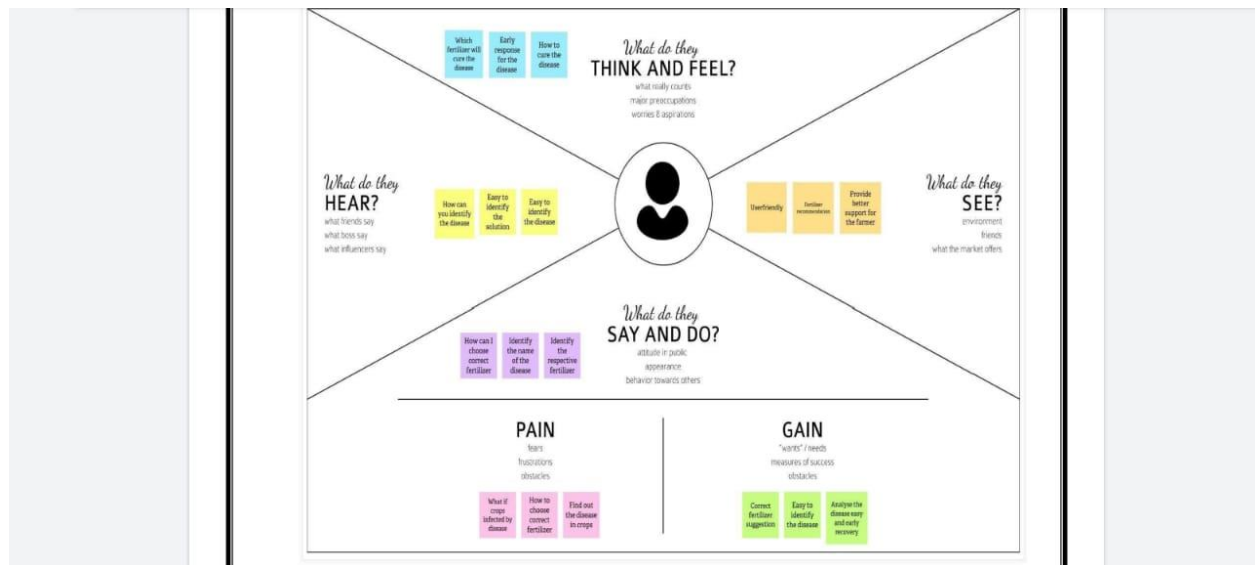 Which
fertilizer will
cure the
disease
Early
response
for the
disease
How to
cure the
disease
What do they
THINK AND FEEL?
what really counts
major preoccupations
worries & aspirations
What do they
HEAR?
what friends say
what boss say
what influencers say
How can
you identify
the disease
Easy to
identify
the
solution
Easy to
identify
the disease
Userfriendly
Fertilizer
recommendation
Provide
better
support for
the farmer
What do they
SEE?
environment
friends
what the market offers
What do they
SAY AND DO?
attitude in public
appearance
behavior towards others
How can I
choose
correct
fertilizer
Identify
the name
of the
disease
Identify
the
respective
fertilizer
PAIN
fears
frustrations
obstacles
What if
crops
infected by
disease
How to
choose
correct
fertilizer
Find out
the disease
in crops
GAIN
"wants" / needs
measures of success
obstacles
Correct
fertilizer
suggestion
Easy to
identify
the disease
Analyse the
disease easy
and early
recovery